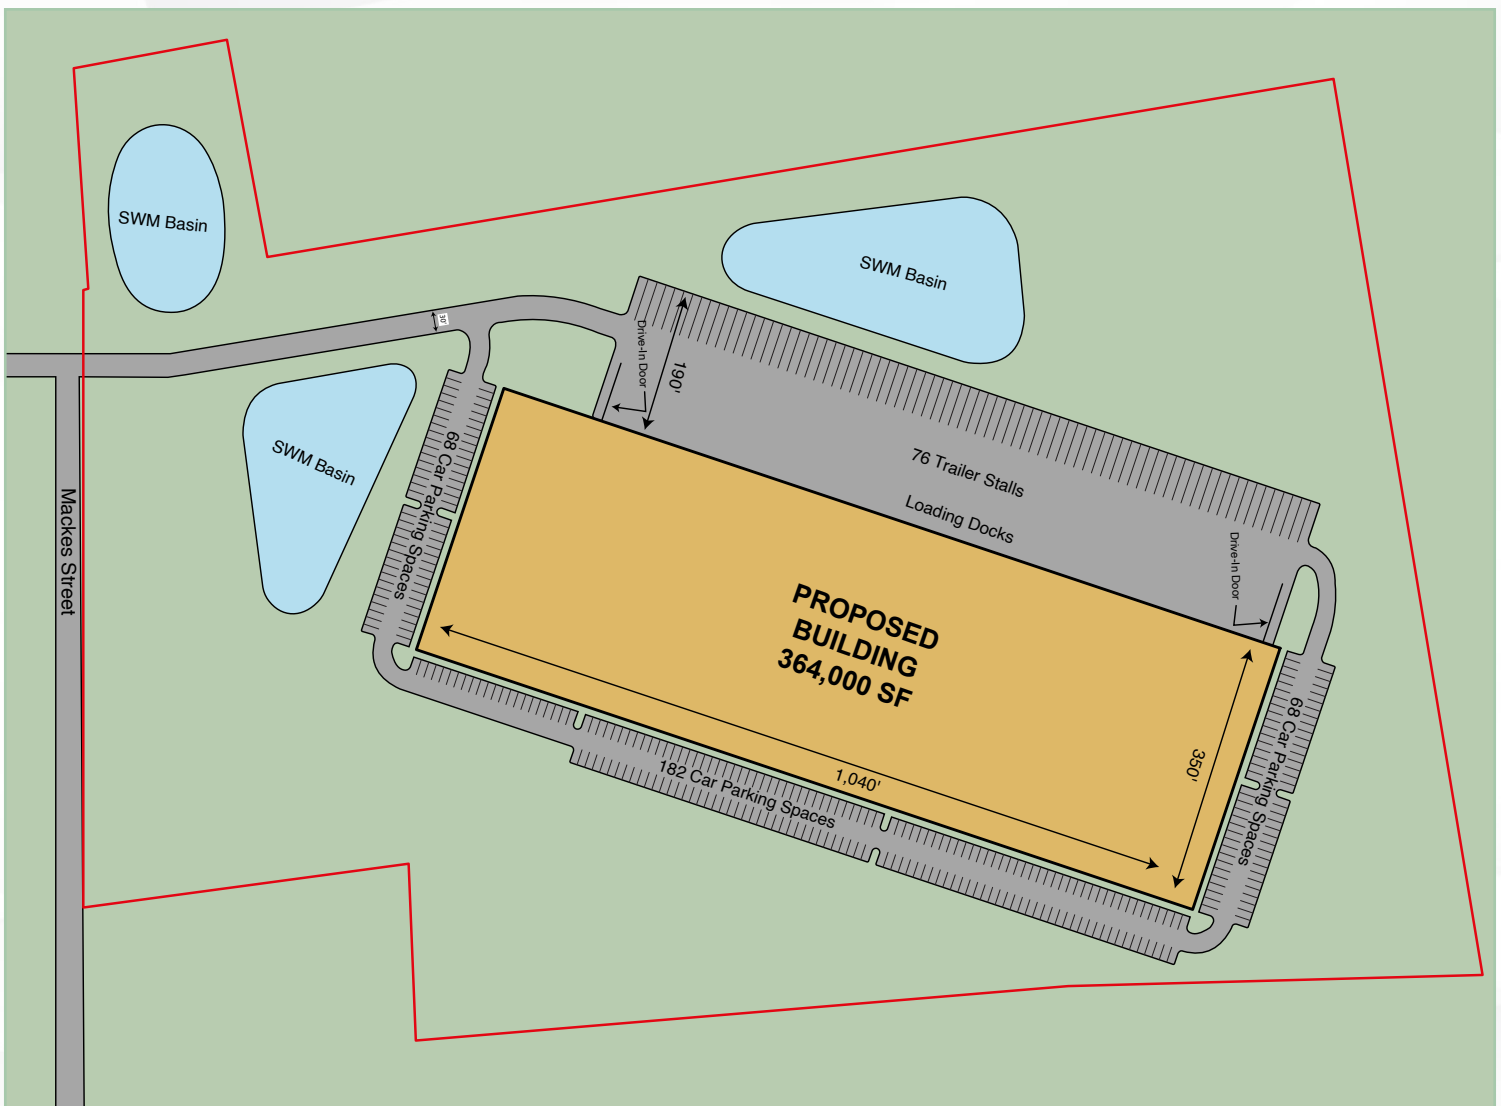 SWM Basin
SWM Basin
30'
Drive-In Door
190'
SWM Basin
68 Car Parking Spaces
76 Trailer Stalls
Loading Docks
Mackes Street
Drive-In Door
PROPOSED
BUILDING
364,000 SF
68 Car Parking Spaces
350'
1,040'
182 Car Parking Spaces